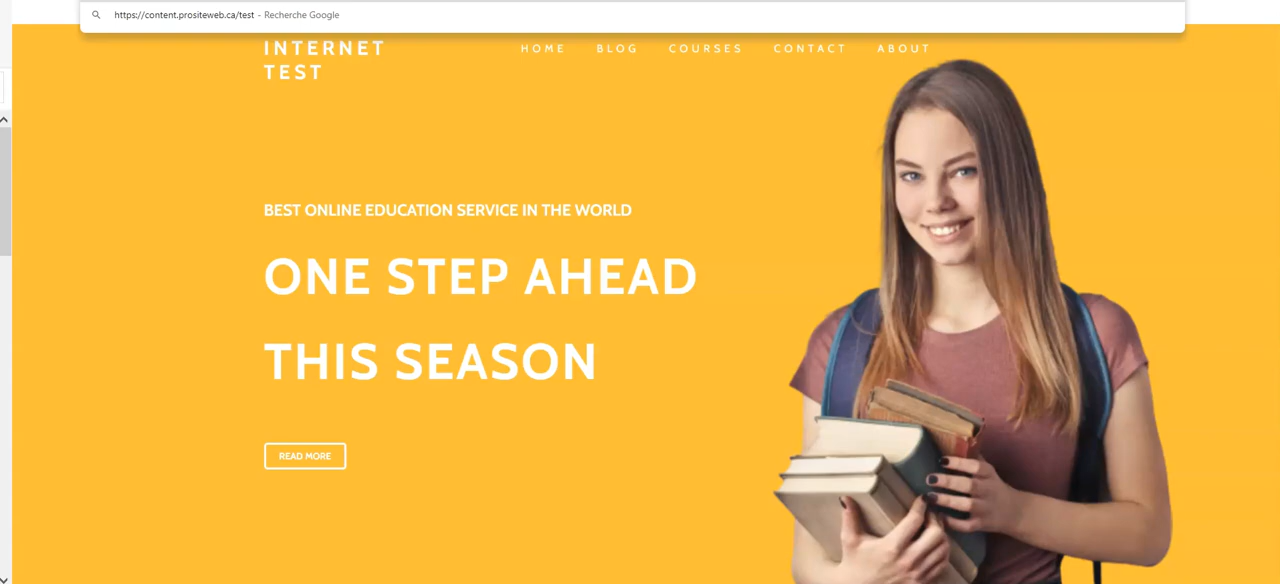 https://content.prositeweb.ca/test - Recherche Google
INTERNET
TEST
HOME BLOG COURSES CONTACT ABOUT
BEST ONLINE EDUCATION SERVICE IN THE WORLD
ONE STEP AHEAD
THIS SEASON
READ MORE